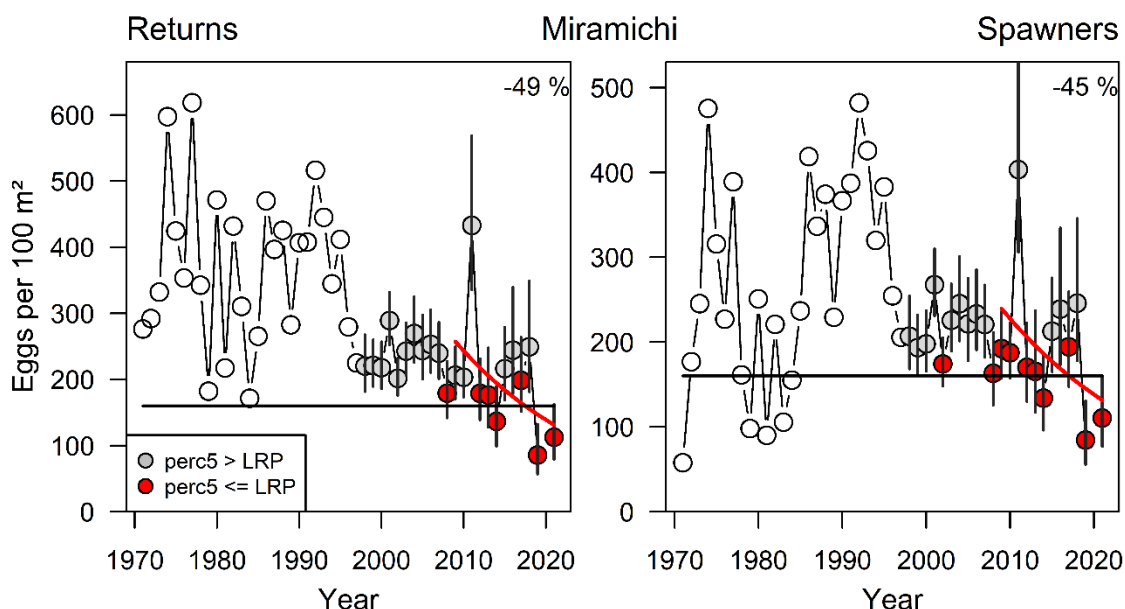 Returns Miramichi Spawners
-49 %
-45 %
Eggs per 100 m²
600
500
400
300
200
100
0
500
400
300
200
100
0
perc5 > LRP
perc5 <= LRP
1970 1980 1990 2000 2010 2020
1970 1980 1990 2000 2010 2020
Year
Year